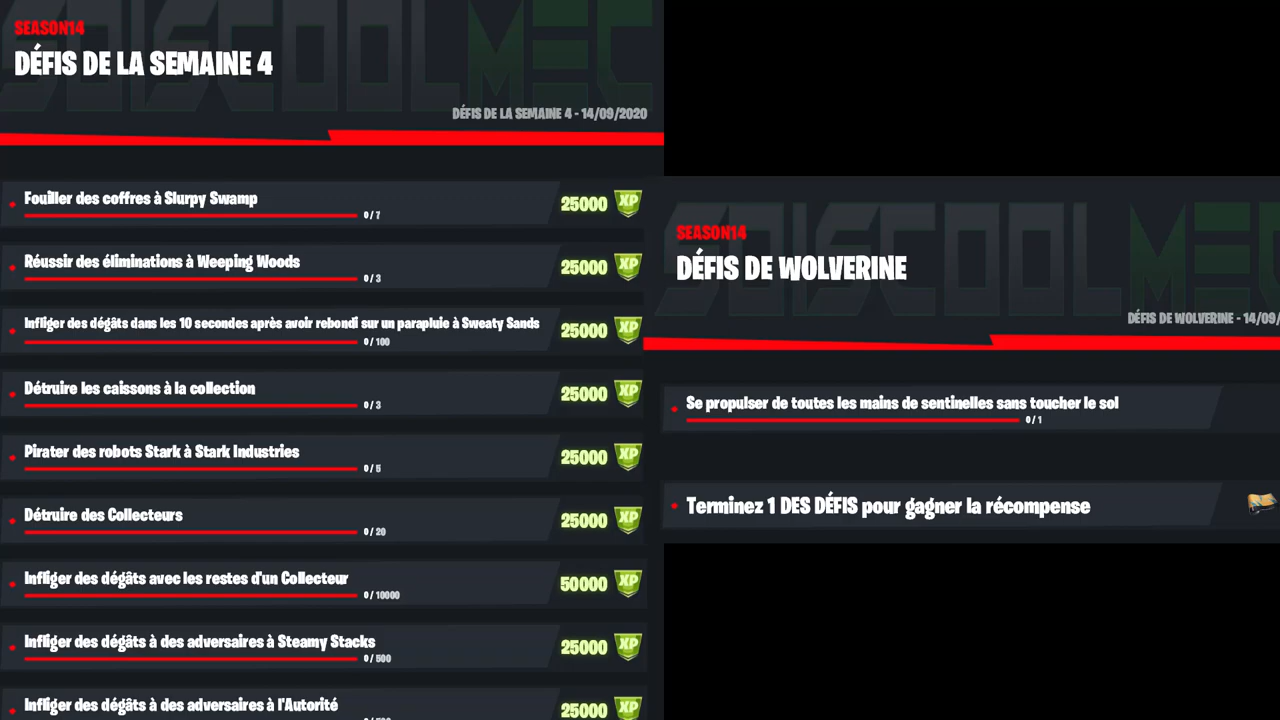 SEASON14
DÉFIS DE LA SEMAINE 4
SOISCOOLMEC
DÉFIS DE LA SEMAINE 4 - 14/09/2020
Fouiller des coffres à Slurpy Swamp
0 / 7
25000 XP
Réussir des éliminations à Weeping Woods
0 / 3
25000 XP
Infliger des dégâts dans les 10 secondes après avoir rebondi sur un parapluie à Sweaty Sands
0 / 100
25000 XP
Détruire les caissons à la collection
0 / 3
25000 XP
Pirater des robots Stark à Stark Industries
0 / 5
25000 XP
Détruire des Collecteurs
0 / 20
25000 XP
Infliger des dégâts avec les restes d'un Collecteur
0 / 10000
50000 XP
Infliger des dégâts à des adversaires à Steamy Stacks
0 / 500
25000 XP
Infliger des dégâts à des adversaires à l'Autorité
25000 XP
SEASON14
DÉFIS DE WOLVERINE
SOISCOOLMEC
DÉFIS DE WOLVERINE - 14/09/
Se propulser de toutes les mains de sentinelles sans toucher le sol
0 / 1
Terminez 1 DES DÉFIS pour gagner la récompense